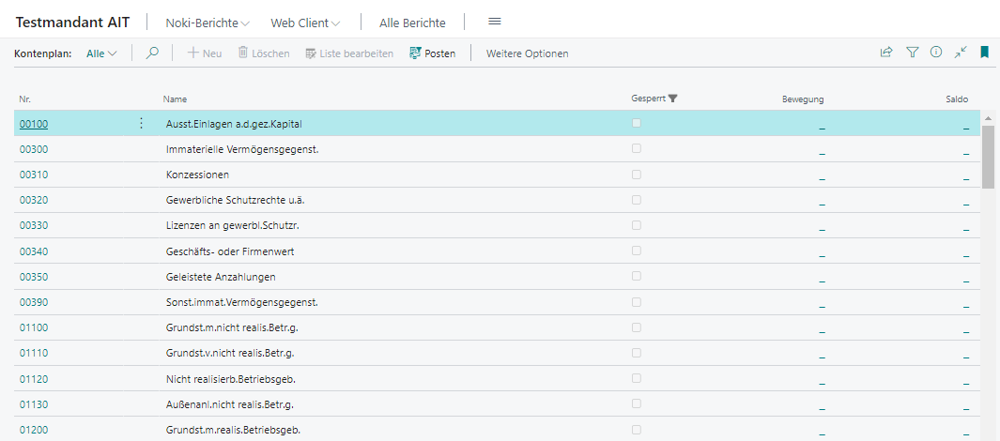 Testmandant AIT Noki-Berichte Web Client Alle Berichte
Kontenplan: Alle Neu Löschen Liste bearbeiten Posten Weitere Optionen
Nr. Name Gesperrt Bewegung Saldo
00100 Ausst.Einlagen a.d.gez.Kapital _ _
00300 Immaterielle Vermögensgegenst. _ _
00310 Konzessionen _ _
00320 Gewerbliche Schutzrechte u.ä. _ _
00330 Lizenzen an gewerbl.Schutzr. _ _
00340 Geschäfts- oder Firmenwert _ _
00350 Geleistete Anzahlungen _ _
00390 Sonst.immat.Vermögensgegenst. _ _
01100 Grundst.m.nicht realis.Betr.g. _ _
01110 Grundst.v.nicht realis.Betr.g. _ _
01120 Nicht realisierb.Betriebsgeb. _ _
01130 Außenanl.nicht realis.Betr.g. _ _
01200 Grundst.m.realis.Betriebsgeb. _ _